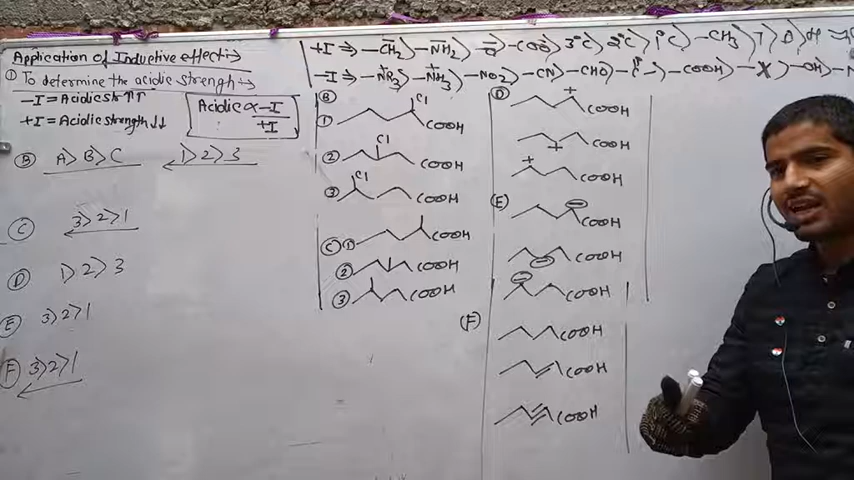 Application of Inductive effect:→
① To determine the acidic strength:→
-I = Acidic str ↑↑
+I = Acidic strength ↓↓
Acidic ∝ -I
+I
Ⓑ A>B>C 1>2>3
Ⓒ 3>2>1
Ⓓ 1>2>3
Ⓔ 3>2>1
Ⓕ 3>2>1
+I ⇒ -CH2> -NH2> -O> -COO> 3°C> 2°C> 1°C> -CH3> T> D> H
-I ⇒ -NR3> -NH3> -NO2> -CN> -CHO> -COOH> -X> -OH> -N
Ⓑ
① Cl COOH
② Cl COOH
③ Cl COOH
Ⓒ ① COOH
② COOH
③ COOH
Ⓓ + COOH
+ COOH
+ COOH
Ⓔ ⊖ COOH
⊖ COOH
⊖ COOH
(F)
COOH
COOH
COOH